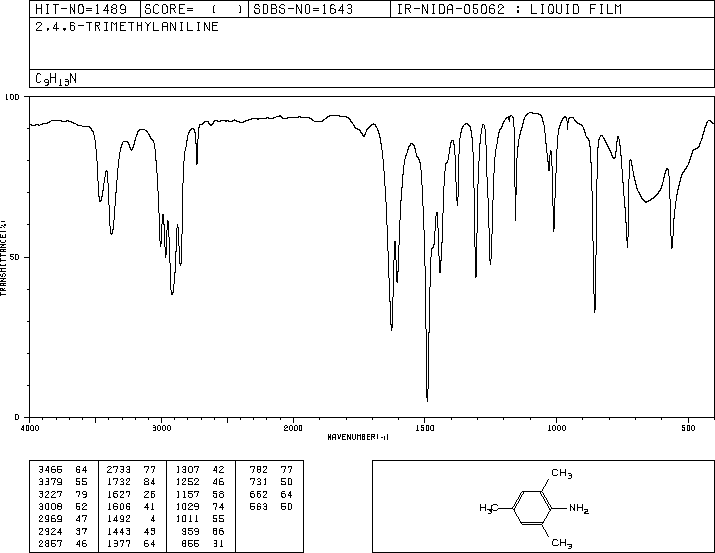 HIT-NO=1489 SCORE= ( ) SDBS-NO=1643 IR-NIDA-05062 : LIQUID FILM
2,4,6-TRIMETHYLANILINE
C9H13N
100
50
0
TRANSMITTANCE(%)
4000 3000 2000 1500 1000 500
WAVENUMBER(-1)
3466 64 2733 77 1307 42 782 77
3379 55 1732 84 1252 46 731 50
3227 79 1627 26 1157 58 662 64
3008 52 1606 41 1029 74 563 50
2969 47 1492 4 1011 55
2924 37 1443 43 959 86
2857 46 1377 64 855 31
CH3
H3C NH2
CH3